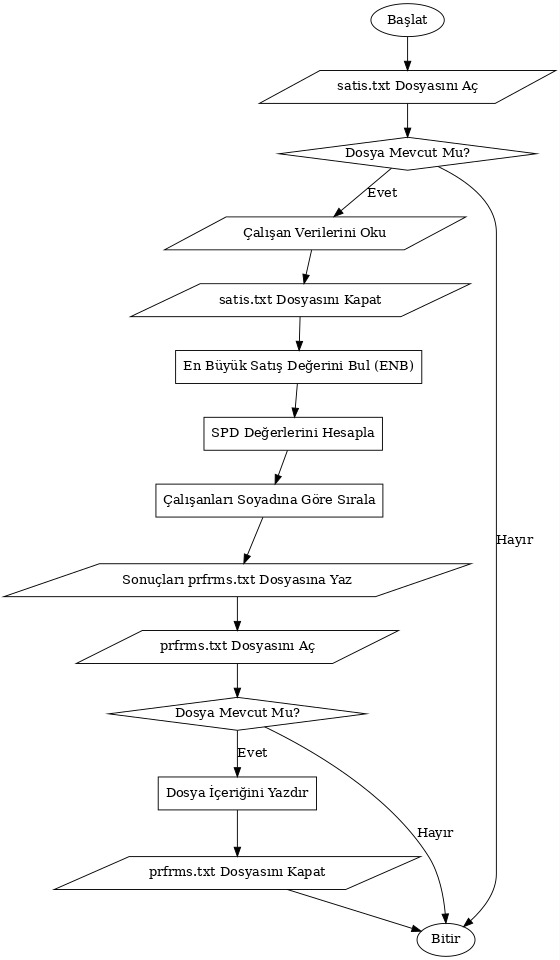 Başlat
satis.txt Dosyasını Aç
Dosya Mevcut Mu?
Evet
Çalışan Verilerini Oku
satis.txt Dosyasını Kapat
En Büyük Satış Değerini Bul (ENB)
SPD Değerlerini Hesapla
Çalışanları Soyadına Göre Sırala
Hayır
Sonuçları prfrms.txt Dosyasına Yaz
prfrms.txt Dosyasını Aç
Dosya Mevcut Mu?
Evet
Dosya İçeriğini Yazdır
Hayır
prfrms.txt Dosyasını Kapat
Bitir